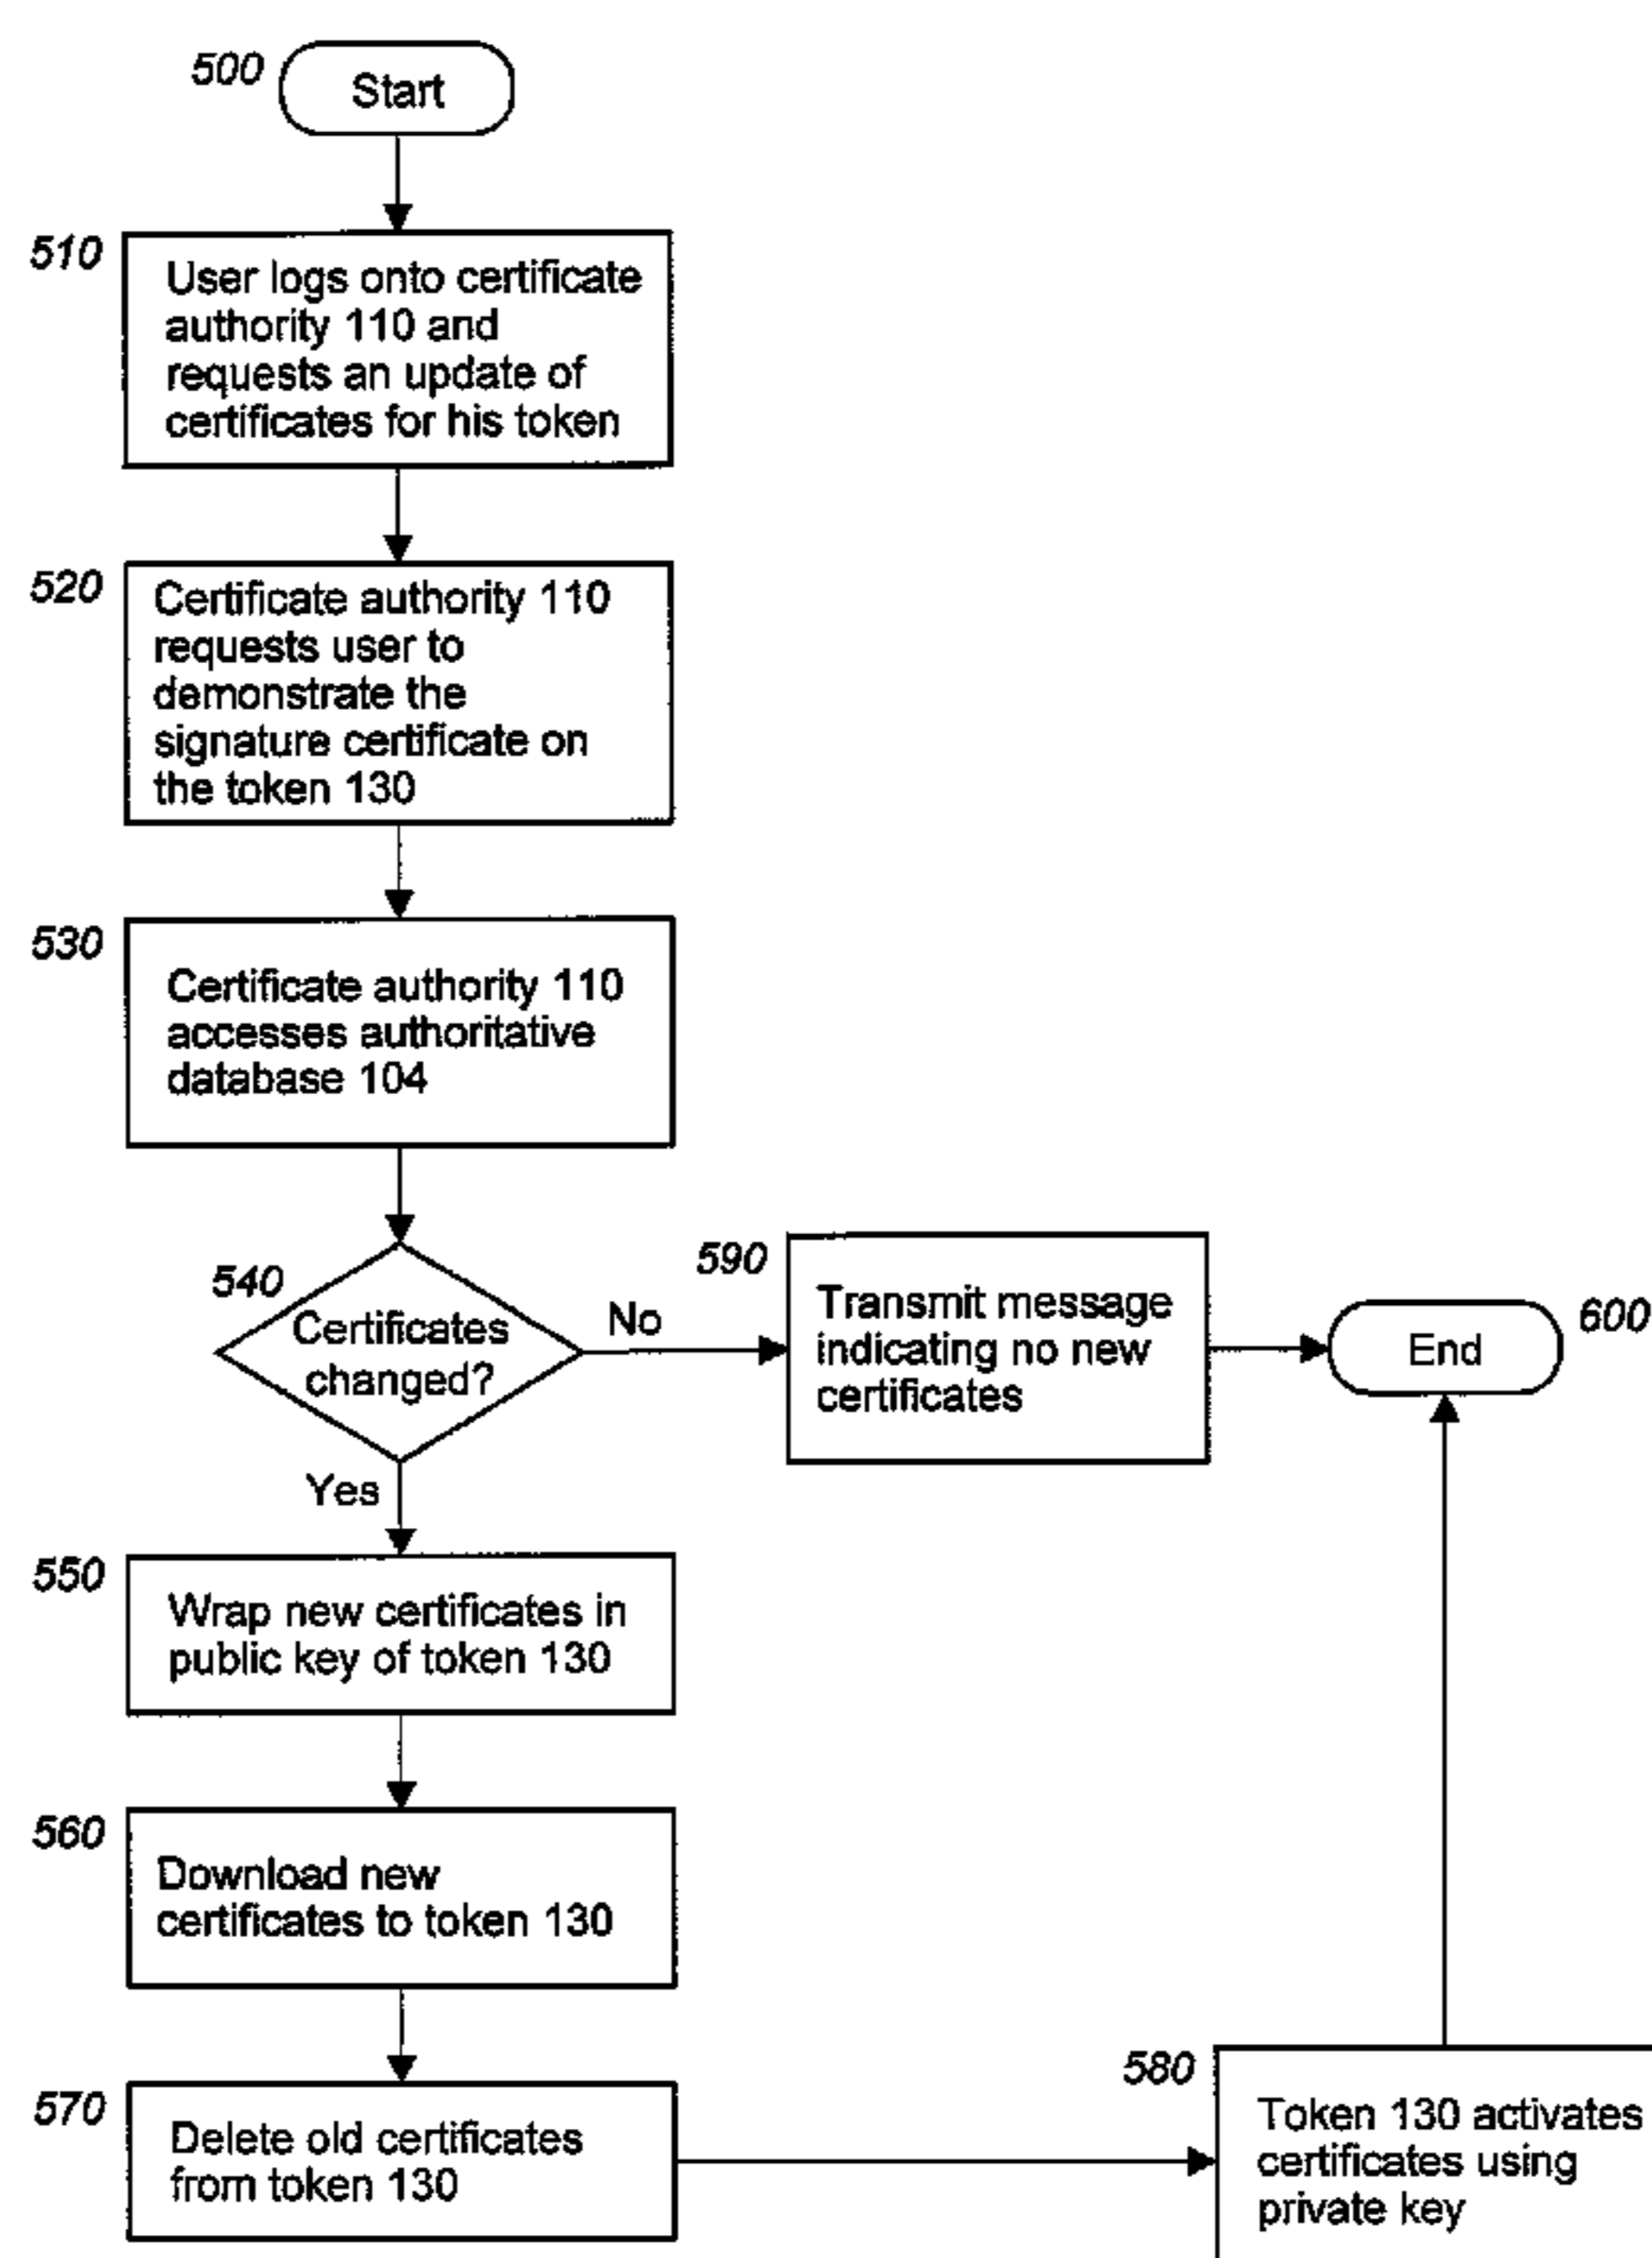 500
Start
510
User logs onto certificate
authority 110 and
requests an update of
certificates for his token
520
Certificate authority 110
requests user to
demonstrate the
signature certificate on
the token 130
530
Certificate authority 110
accesses authoritative
database 104
540
Certificates
changed?
No
590
Transmit message
indicating no new
certificates
End
600
Yes
550
Wrap new certificates in
public key of token 130
560
Download new
certificates to token 130
570
Delete old certificates
from token 130
580
Token 130 activates
certificates using
private key